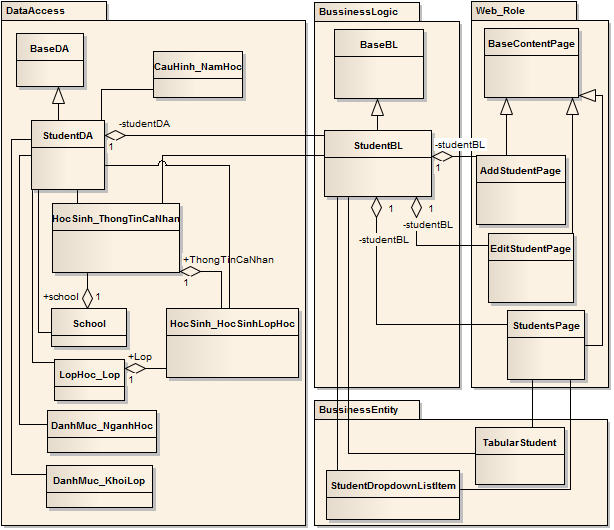 DataAccess
BaseDA
CauHinh_NamHoc
StudentDA
-studentDA
1
HocSinh_ThongTinCaNhan
+ThongTinCaNhan
1
+school
1
School
HocSinh_HocSinhLopHoc
LopHoc_Lop
+Lop
1
DanhMuc_NganhHoc
DanhMuc_KhoiLop
BussinessLogic
BaseBL
StudentBL
-studentBL
1
1
1
-studentBL
-studentBL
Web_Role
BaseContentPage
AddStudentPage
EditStudentPage
StudentsPage
BussinessEntity
TabularStudent
StudentDropdownListItem